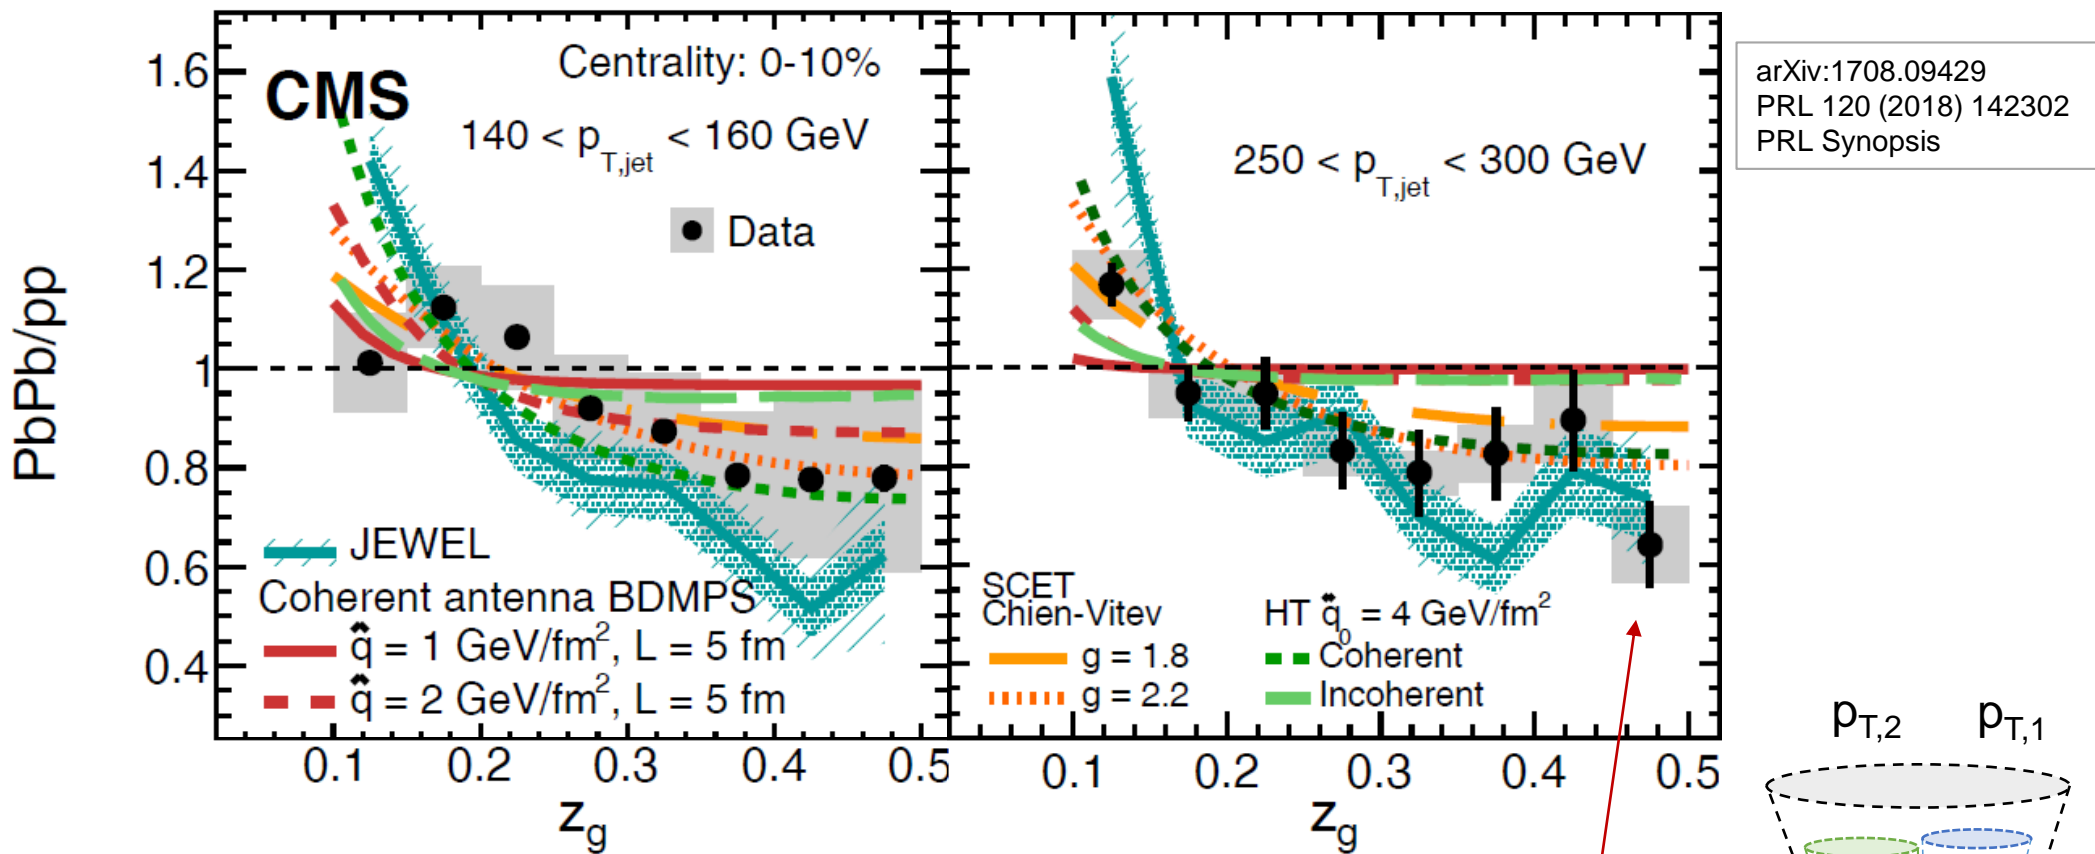 CMS
Centrality: 0-10%
140 < p_T,jet < 160 GeV
Data
PbPb/pp
1.6
1.4
1.2
1
0.8
0.6
0.4
JEWEL
Coherent antenna BDMPS
q̂ = 1 GeV/fm², L = 5 fm
q̂ = 2 GeV/fm², L = 5 fm
0.1 0.2 0.3 0.4 0.5
z_g
250 < p_T,jet < 300 GeV
SCET
Chien-Vitev
g = 1.8
g = 2.2
HT q̂_0 = 4 GeV/fm²
Coherent
Incoherent
0.1 0.2 0.3 0.4 0.5
z_g
arXiv:1708.09429
PRL 120 (2018) 142302
PRL Synopsis
p_T,2 p_T,1